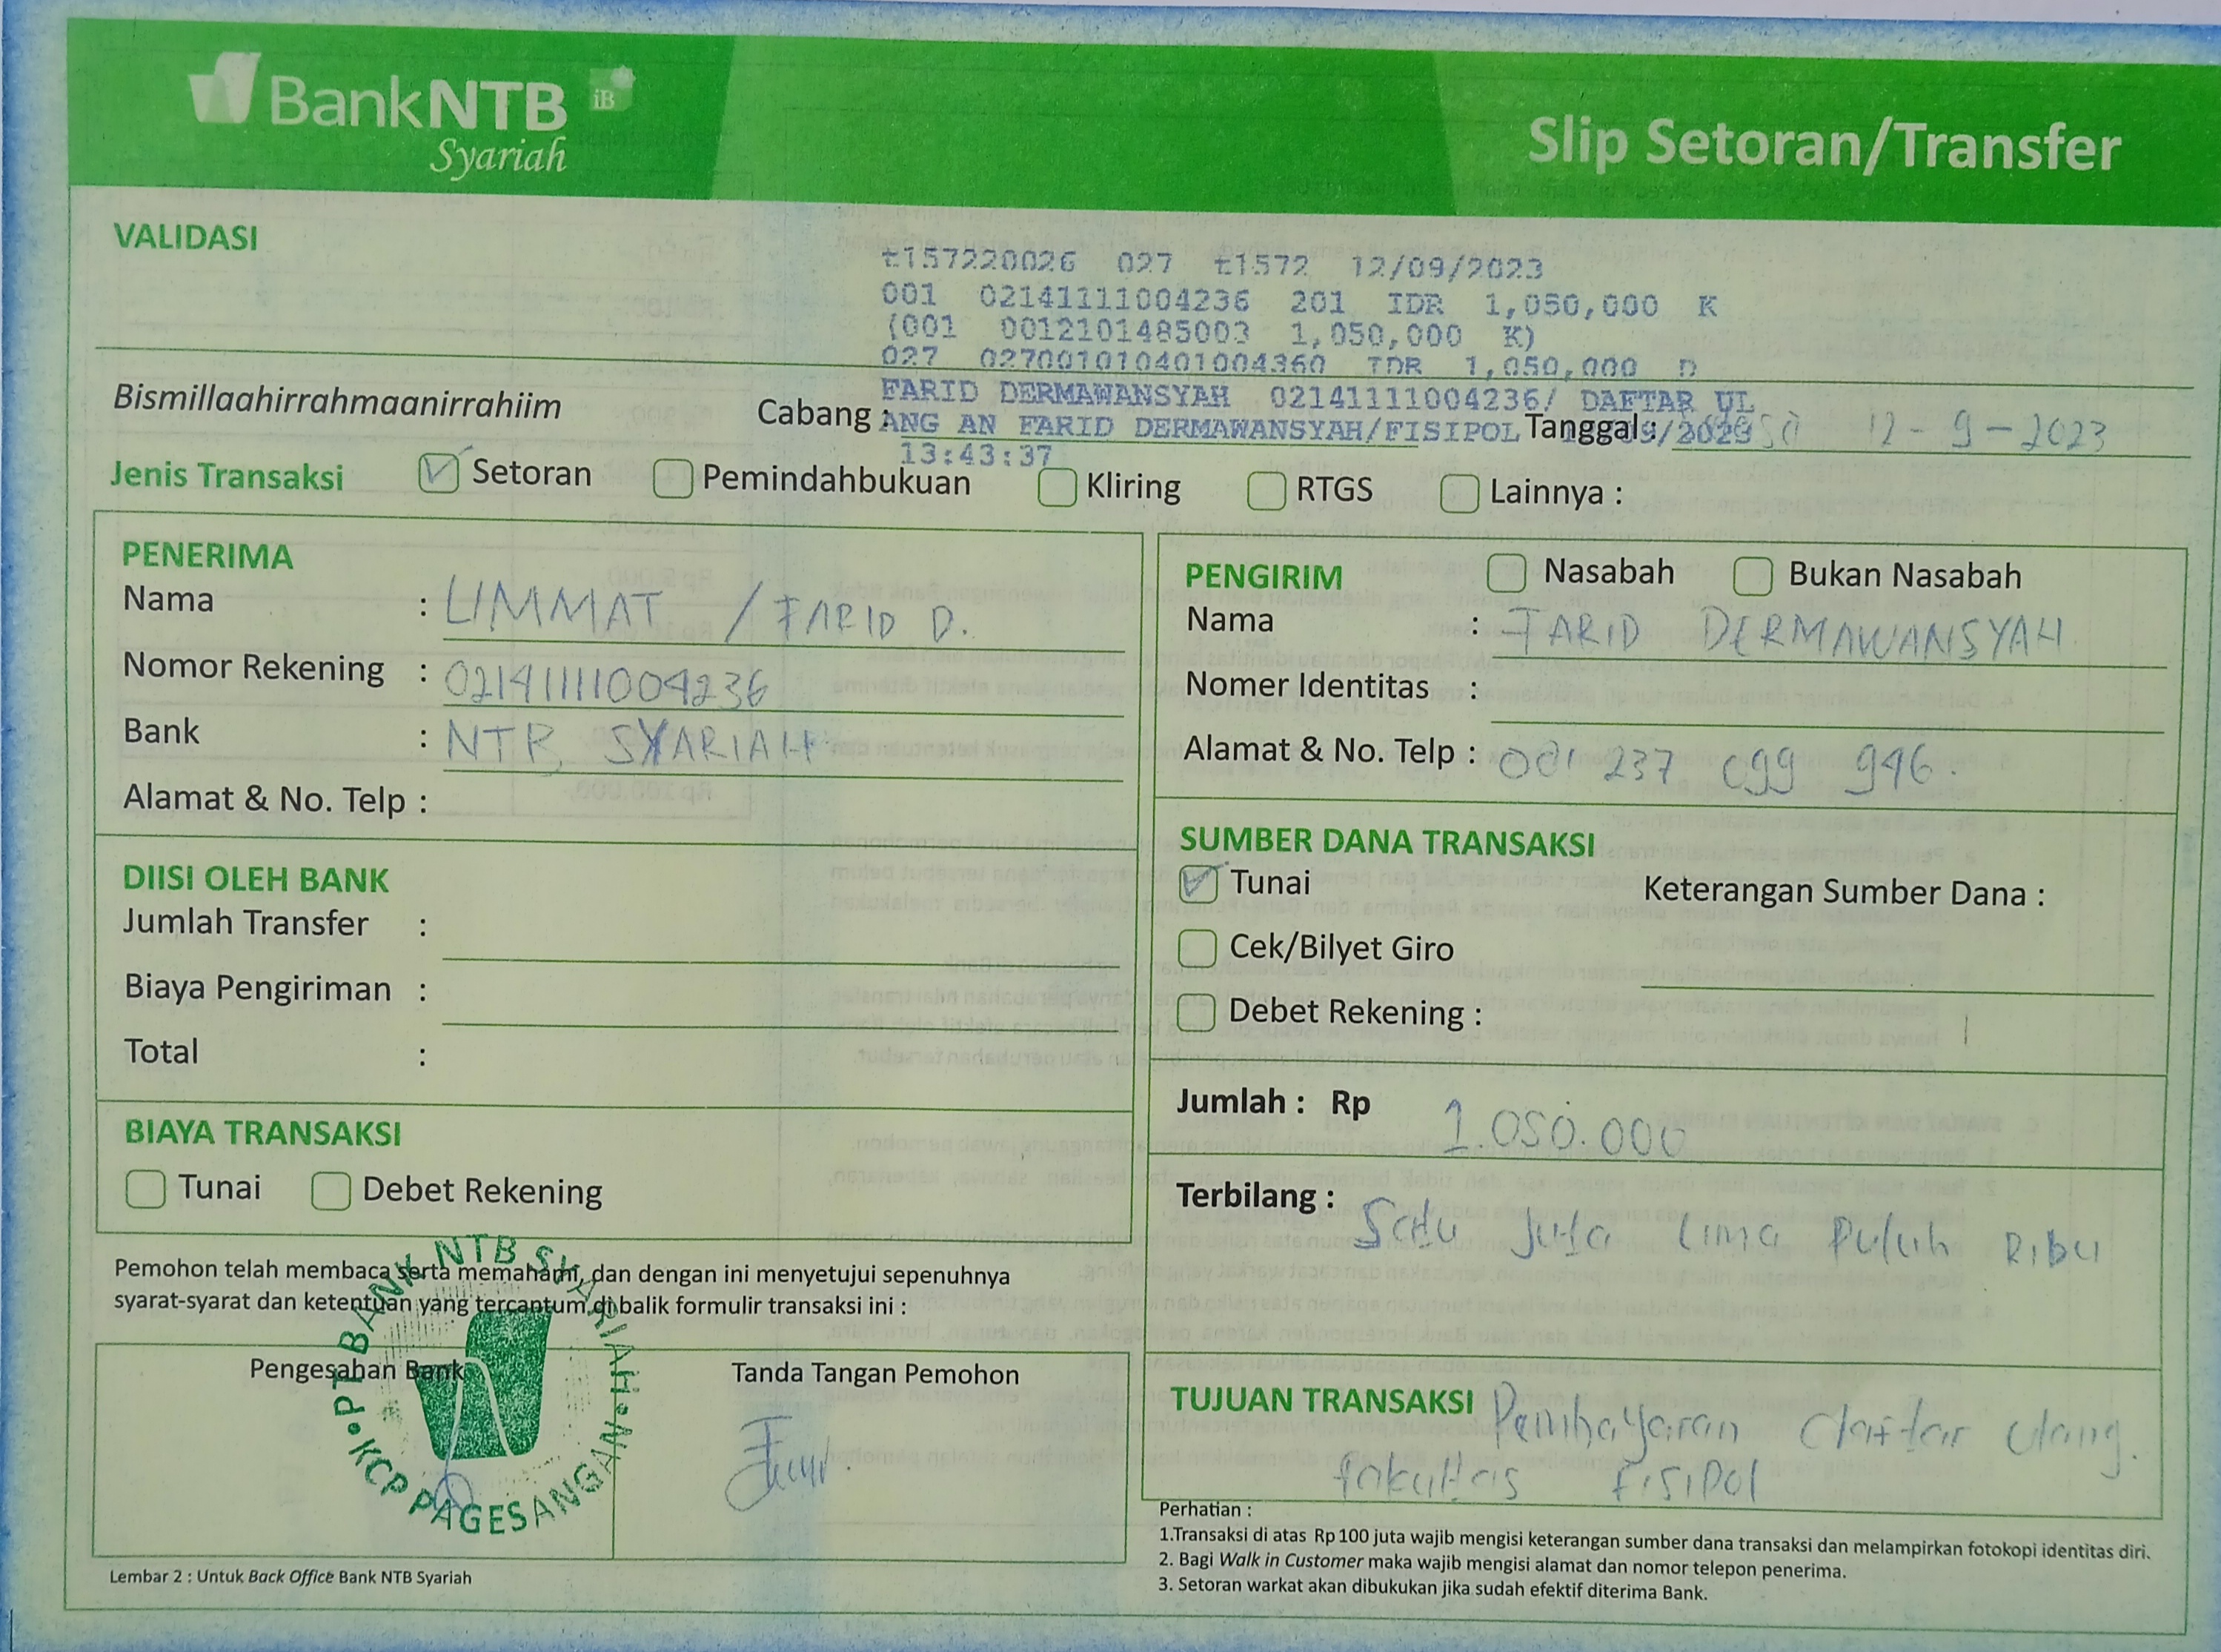 BankNTB iB
Syariah
Slip Setoran/Transfer
VALIDASI
t157220026 027 t1572 12/09/2023
001 02141111004236 201 IDR 1,050,000 K
(001 0012101485003 1,050,000 K)
027 027001010401004360 IDR 1,050,000 D
FARID DERMAWANSYAH 02141111004236/ DAFTAR UL
ANG AN FARID DERMAWANSYAH/FISIPOL
13:43:37
Bismillaahirrahmaanirrahiim
Cabang :
Tanggal : 12 - 9 - 2023
Jenis Transaksi Setoran Pemindahbukuan Kliring RTGS Lainnya :
PENERIMA
Nama : UMMAT / FARID D.
Nomor Rekening : 02141111004236
Bank : NTB SYARIAH
Alamat & No. Telp :
DIISI OLEH BANK
Jumlah Transfer :
Biaya Pengiriman :
Total :
BIAYA TRANSAKSI
Tunai Debet Rekening
PENGIRIM Nasabah Bukan Nasabah
Nama : FARID DERMAWANSYAH
Nomer Identitas :
Alamat & No. Telp : 237 946.
SUMBER DANA TRANSAKSI
Tunai Keterangan Sumber Dana :
Cek/Bilyet Giro
Debet Rekening :
Jumlah : Rp 1.050.000
Terbilang : Satu Juta Lima Puluh Ribu
TUJUAN TRANSAKSI Pembayaran daftar ulang.
fakultas FISIPOL
Pemohon telah membaca serta memahami, dan dengan ini menyetujui sepenuhnya
syarat-syarat dan ketentuan yang tercantum di balik formulir transaksi ini :
Pengesahan Bank
Tanda Tangan Pemohon
PT BANK NTB SYARIAH
KCP PAGESANGAN
Lembar 2 : Untuk Back Office Bank NTB Syariah
Perhatian :
1.Transaksi di atas Rp 100 juta wajib mengisi keterangan sumber dana transaksi dan melampirkan fotokopi identitas diri.
2. Bagi Walk in Customer maka wajib mengisi alamat dan nomor telepon penerima.
3. Setoran warkat akan dibukukan jika sudah efektif diterima Bank.